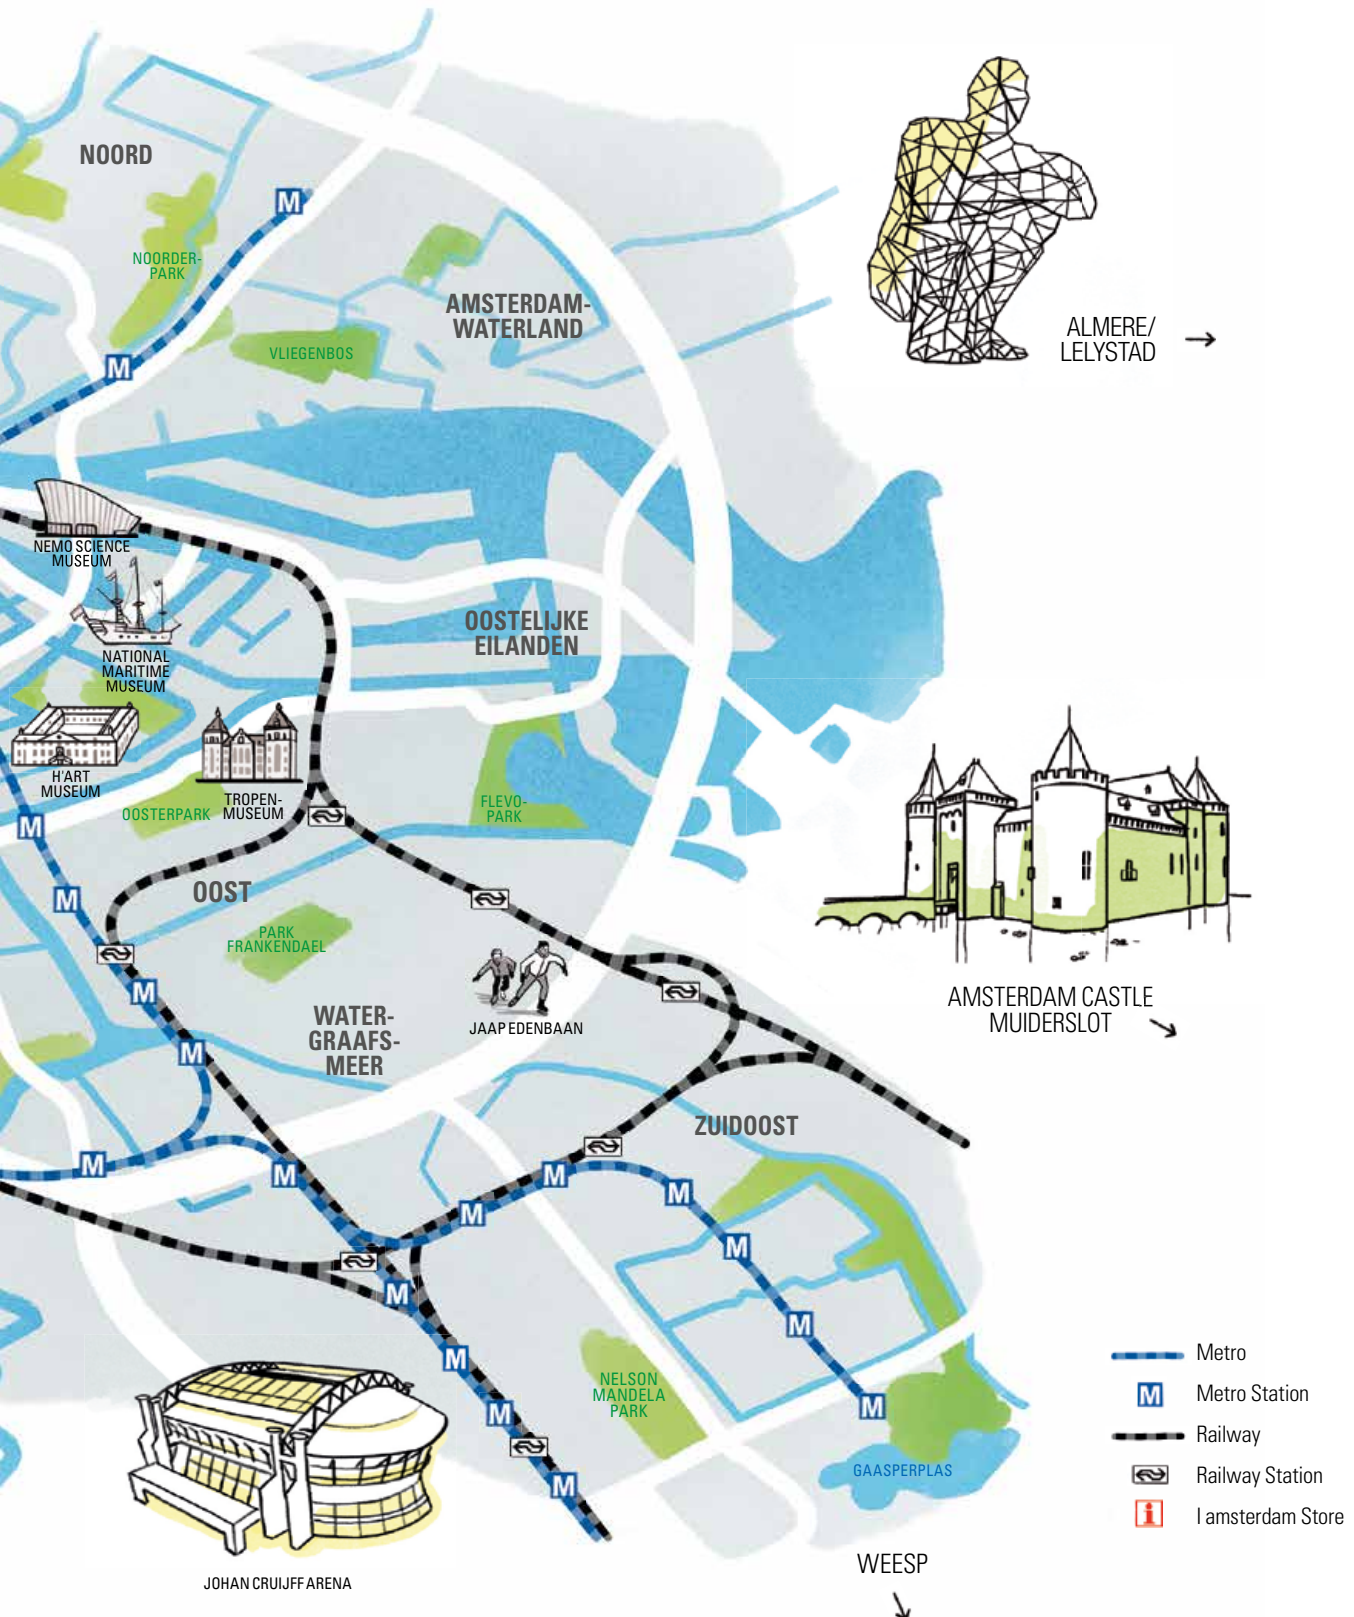 NOORD
M
NOORDER-
PARK
AMSTERDAM-
WATERLAND
ALMERE/
LELYSTAD
VLIEGENBOS
M
NEMO SCIENCE
MUSEUM
OOSTELIJKE
EILANDEN
NATIONAL
MARITIME
MUSEUM
H'ART
MUSEUM
TROPEN-
MUSEUM
OOSTERPARK
FLEVO-
PARK
M
M
OOST
PARK
FRANKENDAEL
M
JAAP EDENBAAN
AMSTERDAM CASTLE
MUIDERSLOT
WATER-
GRAAFS-
MEER
M
ZUIDOOST
M
M
M
M
M
M
M
M
M
M
NELSON
MANDELA
PARK
M
M
M
GAASPERPLAS
JOHAN CRUIJFF ARENA
WEESP
Metro
M Metro Station
Railway
Railway Station
i I amsterdam Store